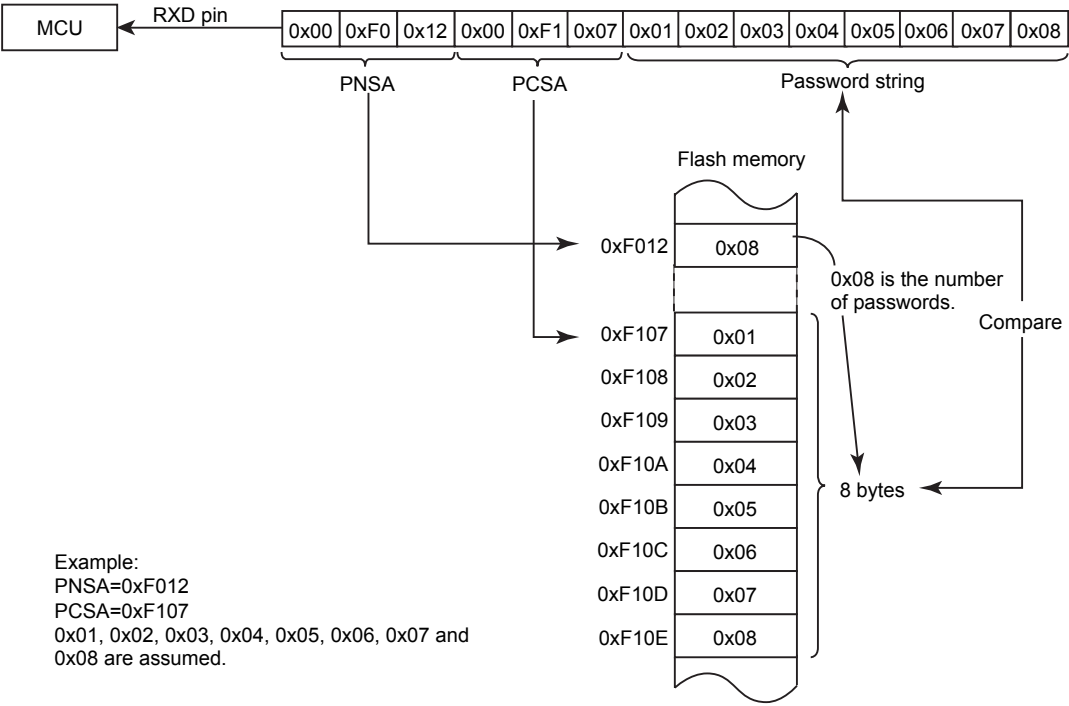 MCU
RXD pin
0x00 0xF0 0x12 0x00 0xF1 0x07 0x01 0x02 0x03 0x04 0x05 0x06 0x07 0x08
PNSA
PCSA
Password string
Flash memory
0xF012 0x08
0x08 is the number
of passwords.
Compare
0xF107 0x01
0xF108 0x02
0xF109 0x03
0xF10A 0x04
0xF10B 0x05
8 bytes
0xF10C 0x06
0xF10D 0x07
0xF10E 0x08
Example:
PNSA=0xF012
PCSA=0xF107
0x01, 0x02, 0x03, 0x04, 0x05, 0x06, 0x07 and
0x08 are assumed.